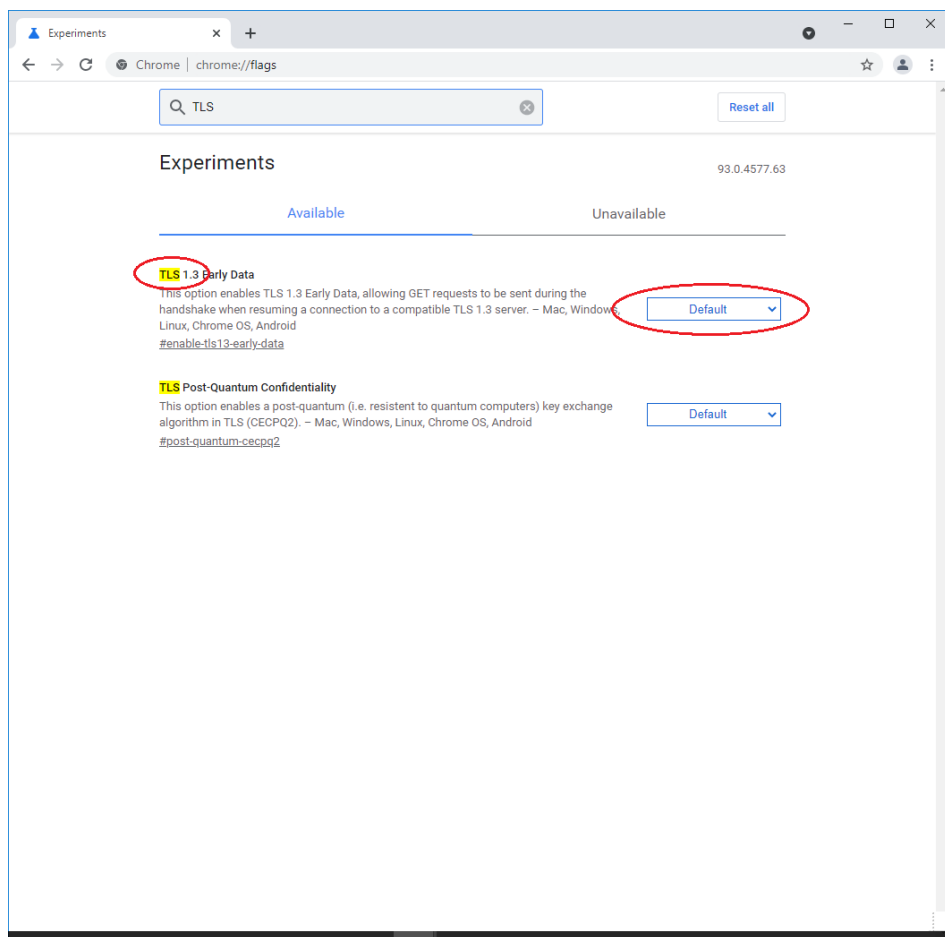 Experiments
Chrome | chrome://flags
TLS
Reset all
Experiments
93.0.4577.63
Available
Unavailable
TLS 1.3 Early Data
This option enables TLS 1.3 Early Data, allowing GET requests to be sent during the
handshake when resuming a connection to a compatible TLS 1.3 server. – Mac, Windows,
Linux, Chrome OS, Android
#enable-tls13-early-data
Default
TLS Post-Quantum Confidentiality
This option enables a post-quantum (i.e. resistent to quantum computers) key exchange
algorithm in TLS (CECPQ2). – Mac, Windows, Linux, Chrome OS, Android
#post-quantum-cecpq2
Default